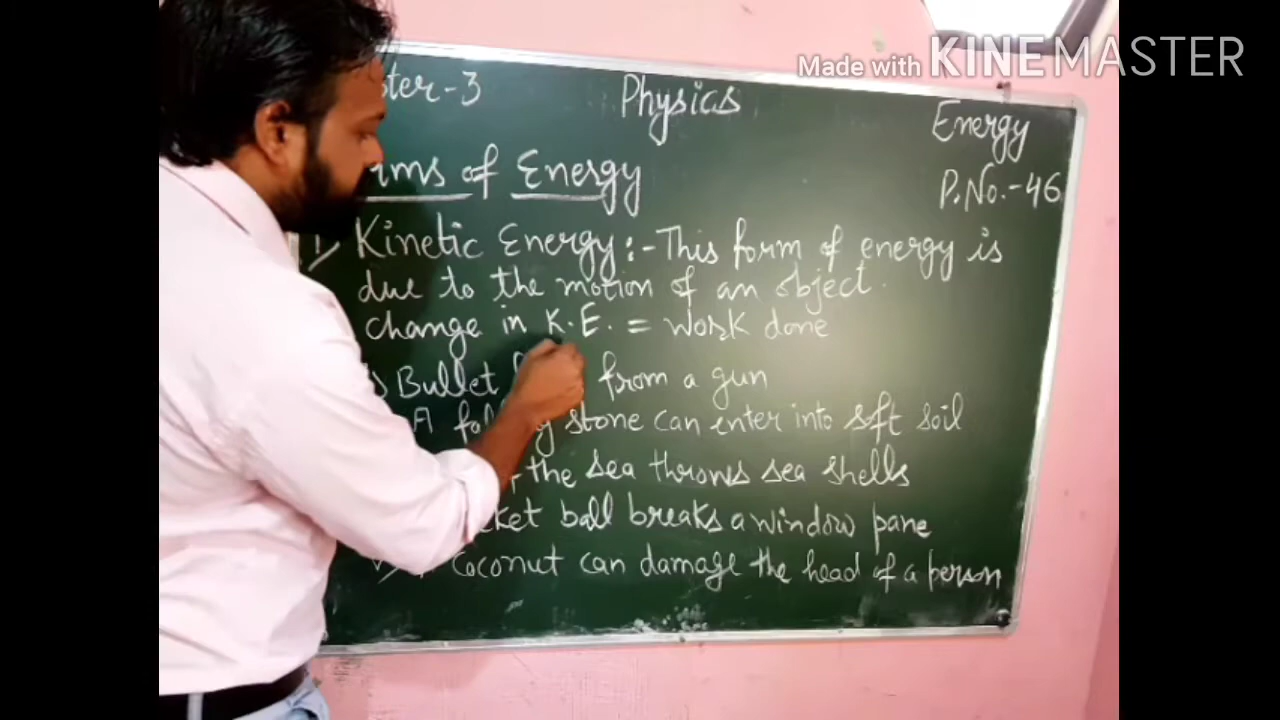 Made with KINEMASTER
ter-3 Physics Energy
rms of Energy P.No.-46
1) Kinetic Energy:- This form of energy is
due to the motion of an object.
change in K.E. = Work done
Bullet from a gun
A falling stone can enter into soft soil
the sea throws sea shells
ket ball breaks a window pane
Coconut can damage the head of a person